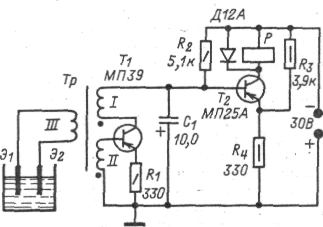 Д12А
R2
5,1к
P
R3
3,9к
T1
МП39
Тр
I
T2
МП25А
III
C1
10,0
+
−
30В
+
Э1
Э2
II
R1
330
R4
330